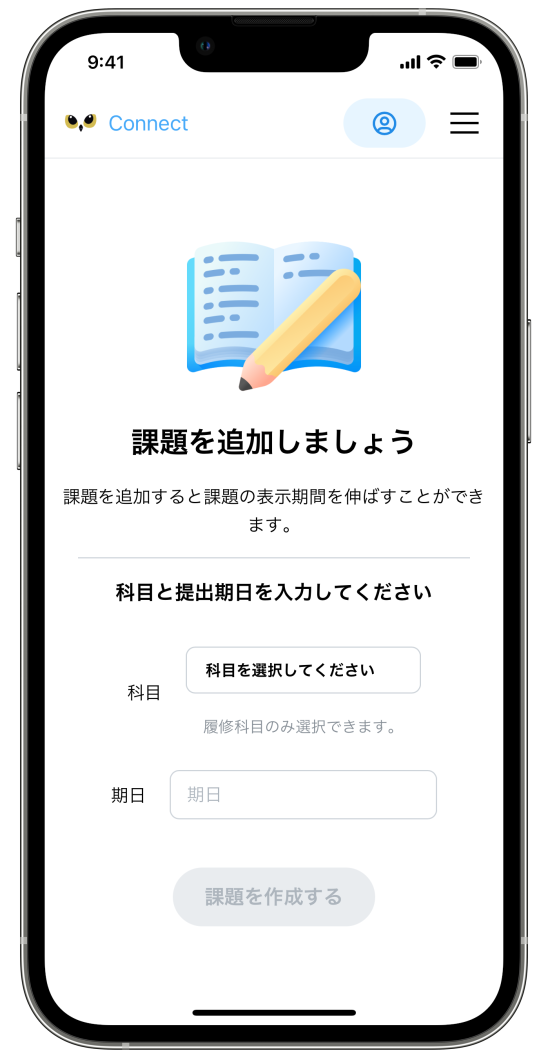 9:41
Connect
課題を追加しましょう
課題を追加すると課題の表示期間を伸ばすことができ
ます。
科目と提出期日を入力してください
科目を選択してください
科目
履修科目のみ選択できます。
期日
期日
課題を作成する